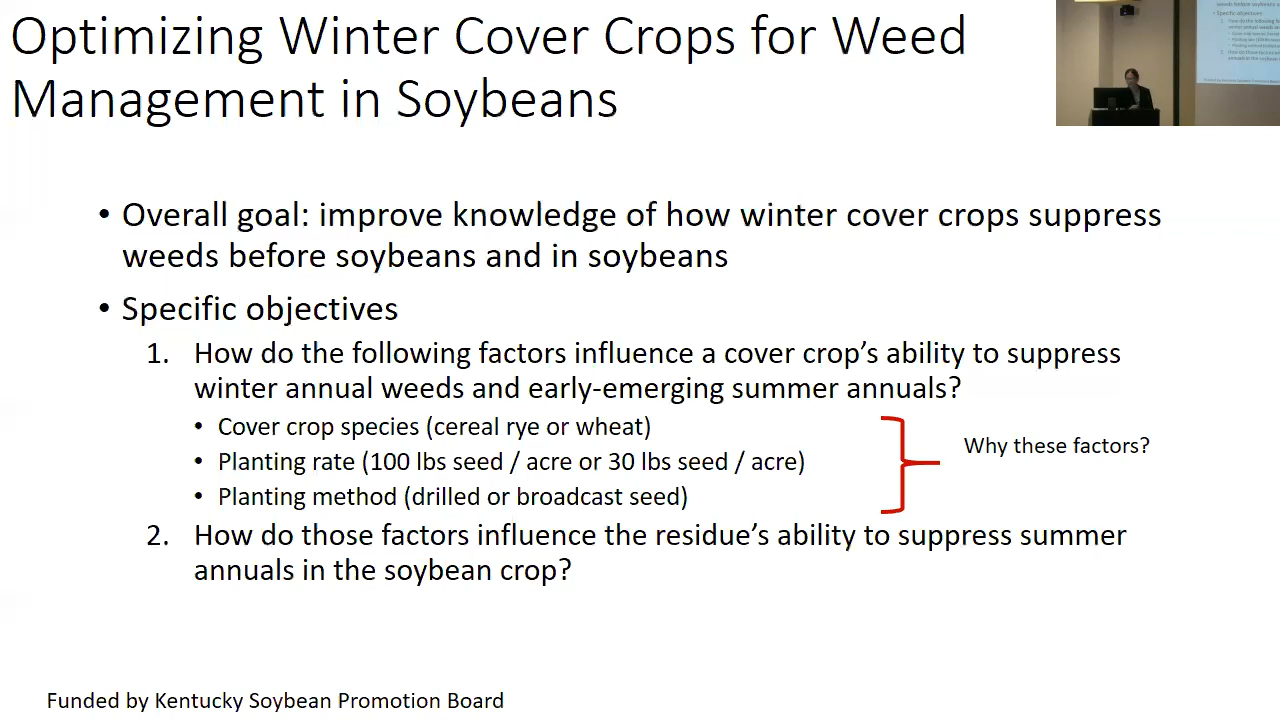 Optimizing Winter Cover Crops for Weed
Management in Soybeans
• Overall goal: improve knowledge of how winter cover crops suppress
weeds before soybeans and in soybeans
• Specific objectives
1. How do the following factors influence a cover crop’s ability to suppress
winter annual weeds and early-emerging summer annuals?
• Cover crop species (cereal rye or wheat)
• Planting rate (100 lbs seed / acre or 30 lbs seed / acre)
• Planting method (drilled or broadcast seed)
Why these factors?
2. How do those factors influence the residue’s ability to suppress summer
annuals in the soybean crop?
Funded by Kentucky Soybean Promotion Board